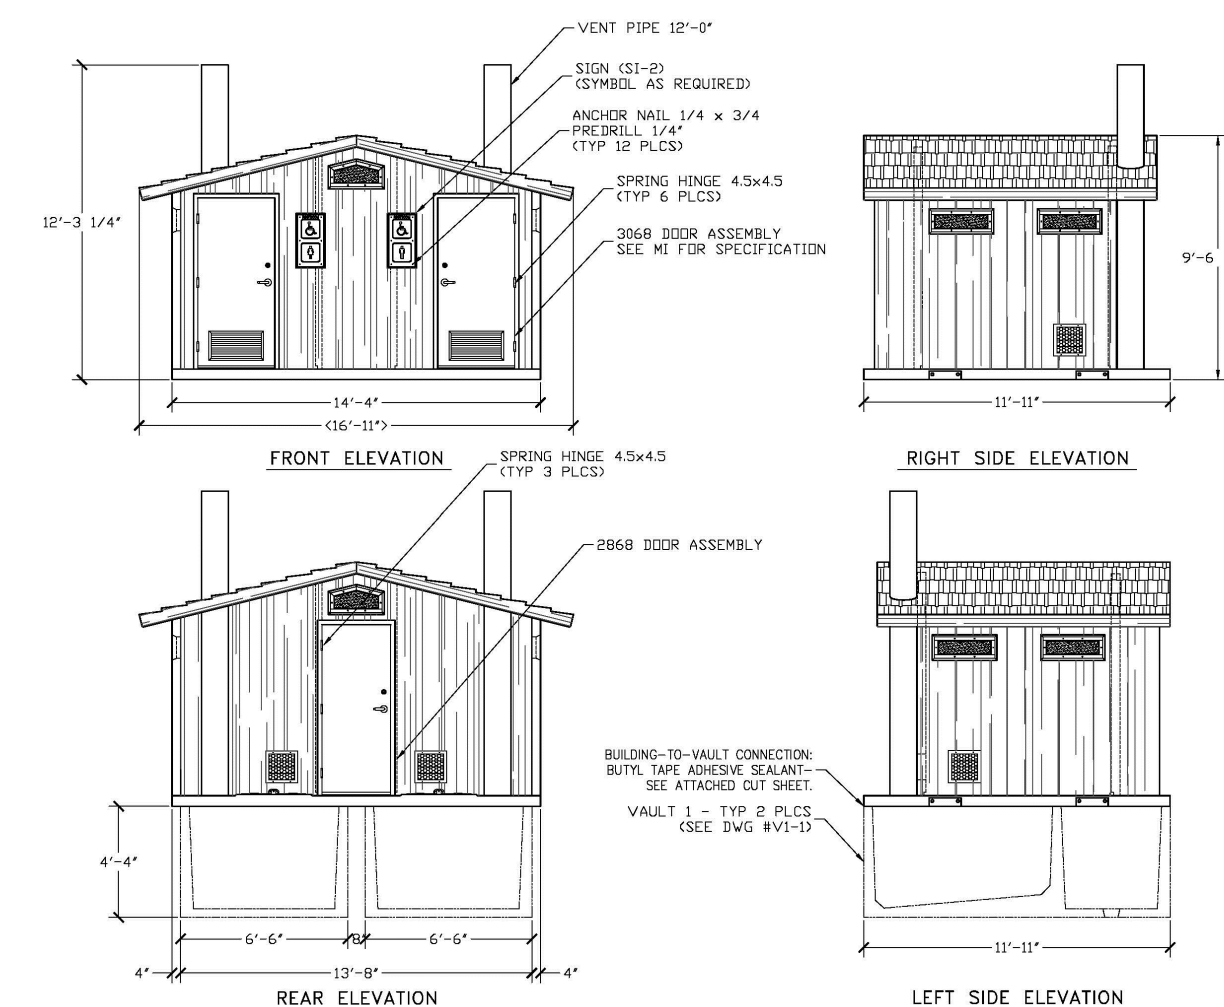 VENT PIPE 12'-0"
SIGN (SI-2)
(SYMBOL AS REQUIRED)
ANCHOR NAIL 1/4 x 3/4
PREDRILL 1/4"
(TYP 12 PLCS)
SPRING HINGE 4.5x4.5
(TYP 6 PLCS)
3068 DOOR ASSEMBLY
SEE MI FOR SPECIFICATION
12'-3 1/4"
14'-4"
<16'-11">
FRONT ELEVATION
9'-6
11'-11"
RIGHT SIDE ELEVATION
SPRING HINGE 4.5x4.5
(TYP 3 PLCS)
2868 DOOR ASSEMBLY
4'-4"
6'-6"
8"
6'-6"
4"
13'-8"
4"
REAR ELEVATION
BUILDING-TO-VAULT CONNECTION:
BUTYL TAPE ADHESIVE SEALANT-
SEE ATTACHED CUT SHEET.
VAULT 1 - TYP 2 PLCS
(SEE DWG #V1-1)
11'-11"
LEFT SIDE ELEVATION